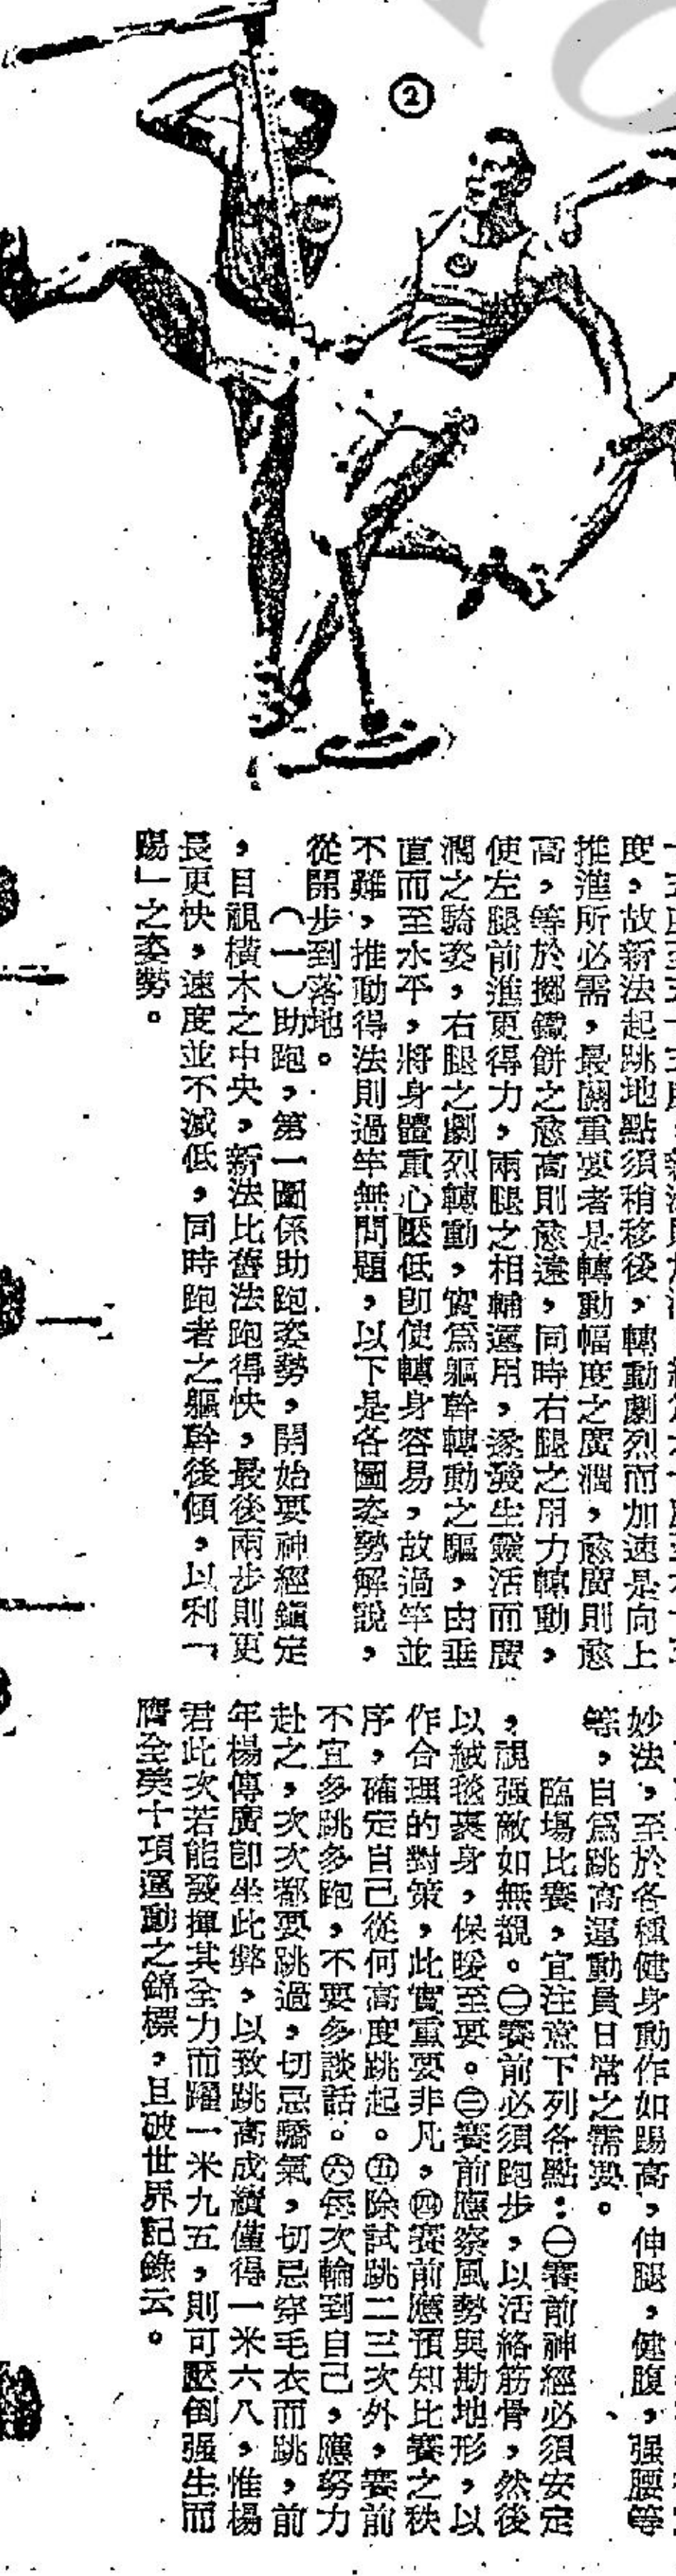 ②
度，故新法起跳地點須稍移後，轉動劇烈而加速是向上
推進所必需，最關重要者是轉動幅度之廣濶，愈廣則愈
高，等於擲鐵餅之愈高則愈遠，同時右腿之用力轉動，
使左腿前進更得力，兩腿之相輔運用，遂發生靈活而廣
濶之騎姿，右腿之劇烈轉動，實爲軀幹轉動之驅，由垂
直而至水平，將身體重心壓低卽使轉身容易，故過竿並
不難，推動得法則過竿無問題，以下是各圖姿勢解説，
從開步到落地。
（一）助跑，第一圖係助跑姿勢，開始要神經鎮定
，目視橫木之中央，新法比舊法跑得快，最後兩步則更
長更快，速度並不減低，同時跑者之軀幹後傾，以利「
踢」之姿勢。
妙法，至於各種健身動作如踢高，伸腿，健腹，强腰等
等，自爲跳高運動員日常之需要。
臨場比賽，宜注意下列各點：㊀賽前神經必須安定
，視强敵如無覩。㊁賽前必須跑步，以活絡筋骨，然後
以絨毯裹身，保暖至要。㊂賽前應察風勢與勘地形，以
作合理的對策，此實重要非凡，㊃賽前應預知比賽之秩
序，確定自己從何高度跳起。㊄除試跳二三次外，賽前
不宜多跳多跑，不要多談話。㊅每次輪到自己，應努力
赴之，次次都要跳過，切忌驕氣，切忌穿毛衣而跳，前
年楊傳廣卽坐此弊，以致跳高成績僅得一米六八，惟楊
君此次若能發揮其全力而躍一米九五，則可壓倒强生而
膺全美十項運動之錦標，且破世界記錄云。